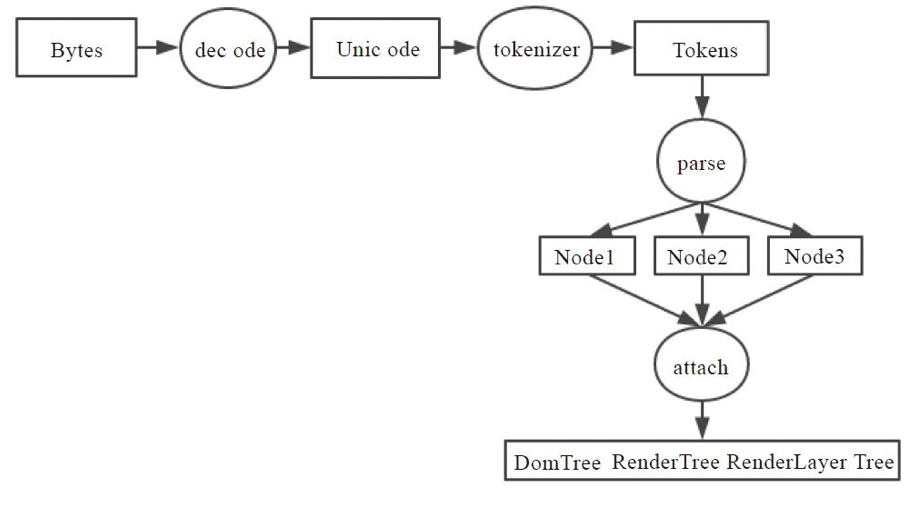 Bytes
dec ode
Unic ode
tokenizer
Tokens
parse
Node1
Node2
Node3
attach
DomTree RenderTree RenderLayer Tree